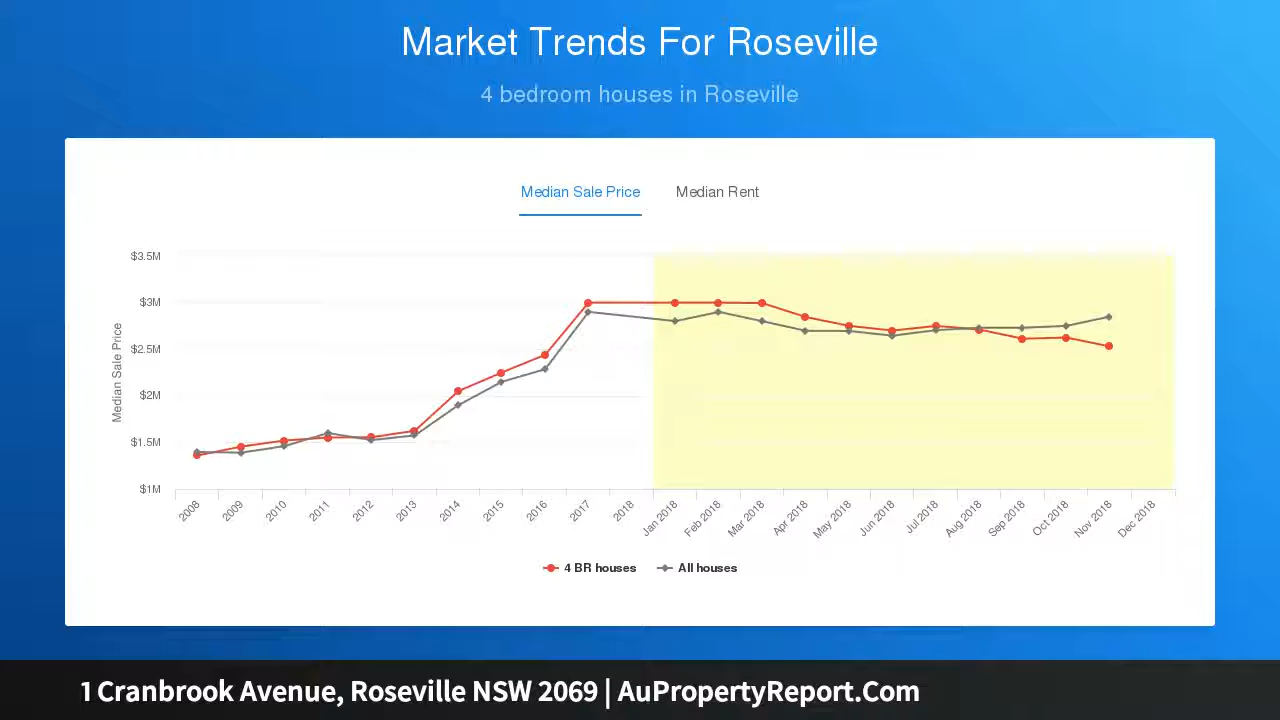 Market Trends For Roseville
4 bedroom houses in Roseville
Median Sale Price Median Rent
Median Sale Price
$3.5M
$3M
$2.5M
$2M
$1.5M
$1M
2008 2009 2010 2011 2012 2013 2014 2015 2016 2017 2018 Jan 2018 Feb 2018 Mar 2018 Apr 2018 May 2018 Jun 2018 Jul 2018 Aug 2018 Sep 2018 Oct 2018 Nov 2018 Dec 2018
4 BR houses All houses
1 Cranbrook Avenue, Roseville NSW 2069 | AuPropertyReport.Com